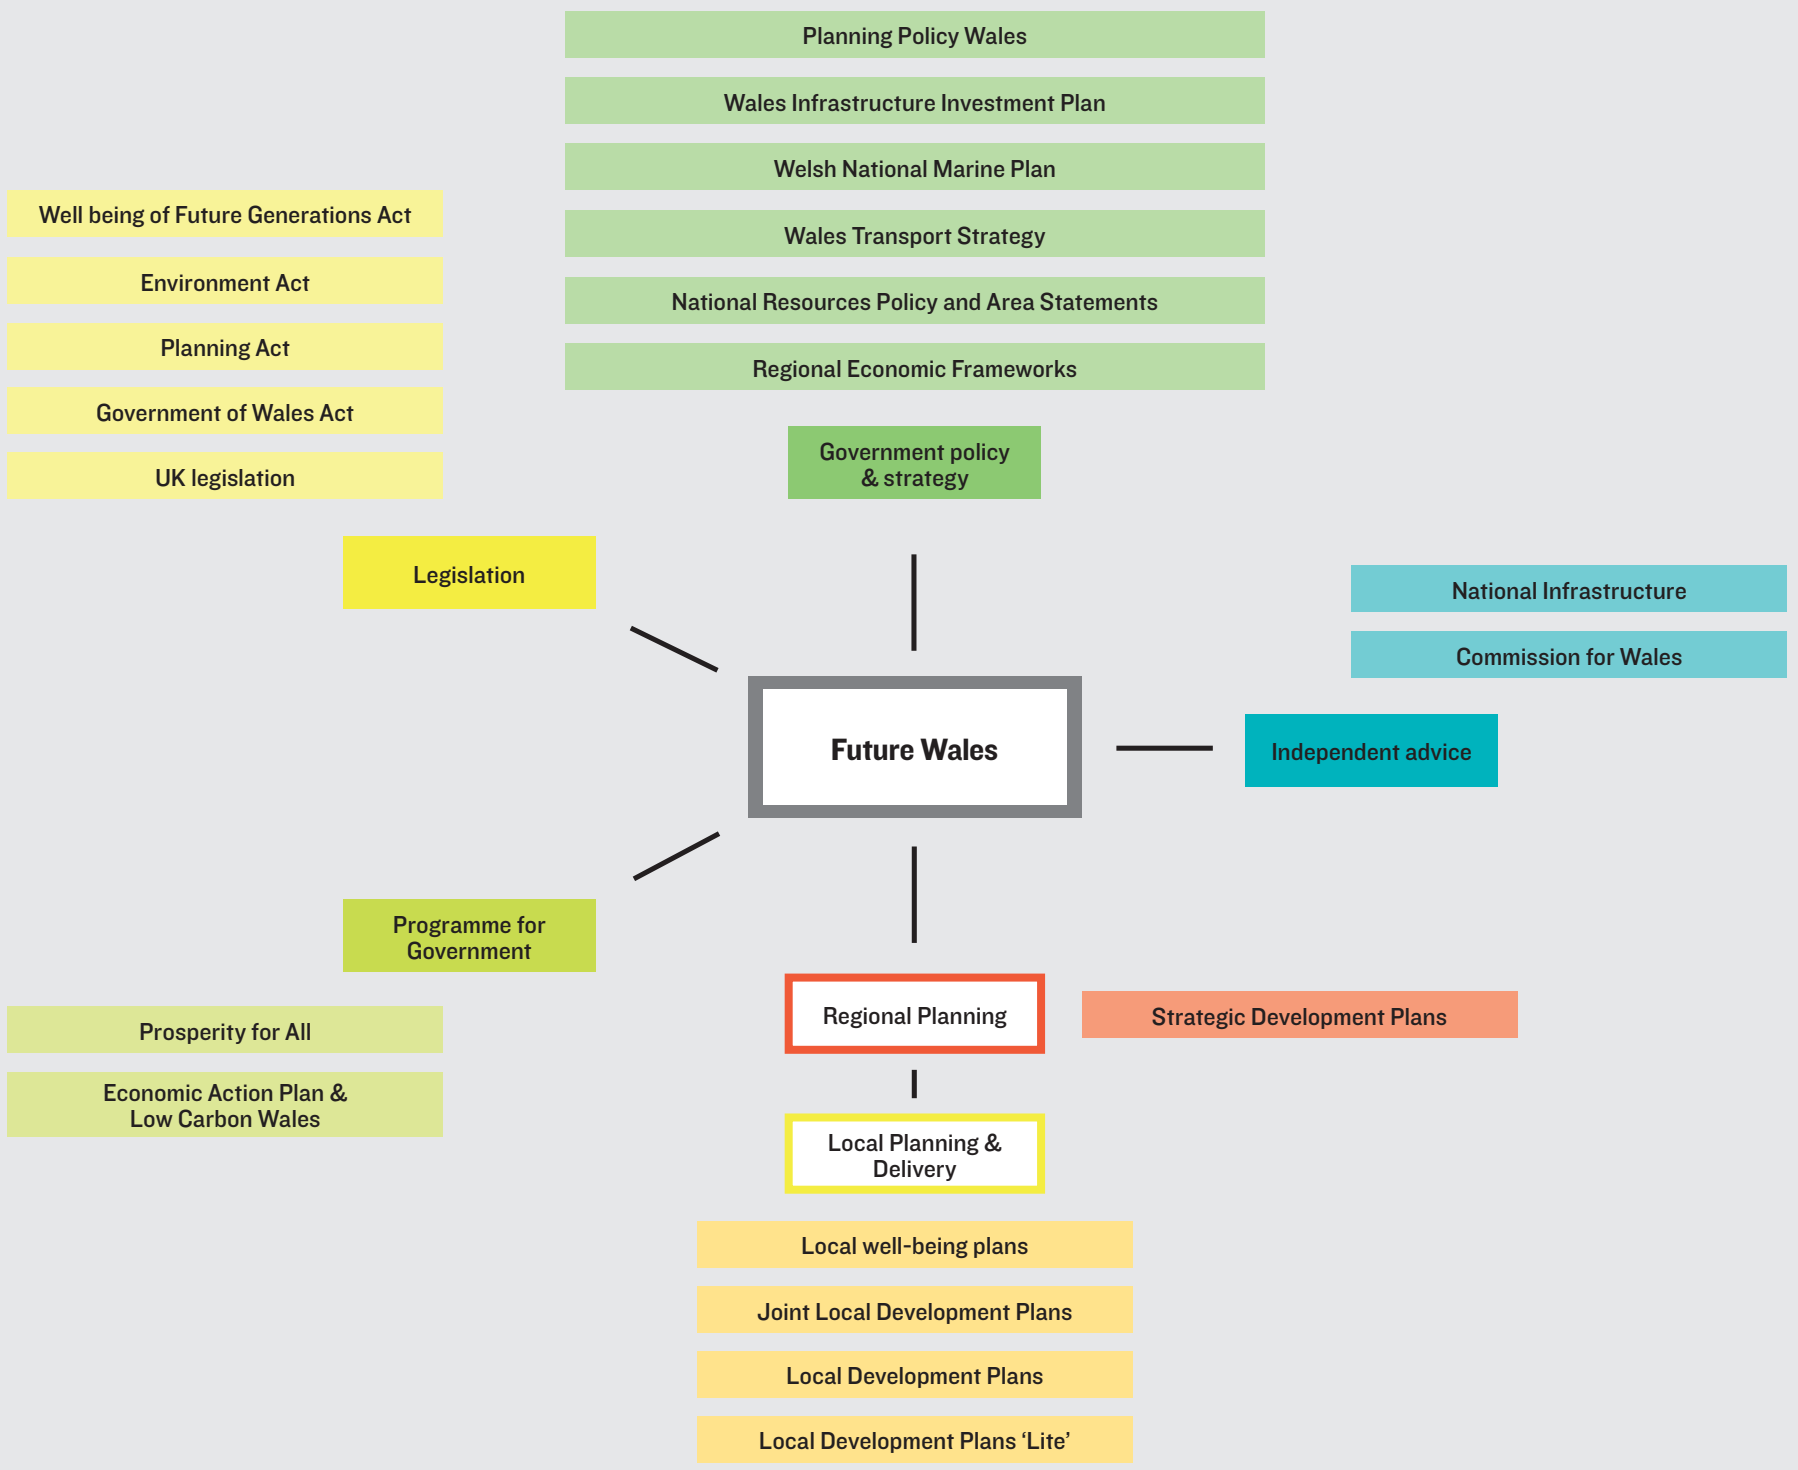 Planning Policy Wales
Wales Infrastructure Investment Plan
Welsh National Marine Plan
Wales Transport Strategy
National Resources Policy and Area Statements
Regional Economic Frameworks
Government policy
& strategy
Well being of Future Generations Act
Environment Act
Planning Act
Government of Wales Act
UK legislation
Legislation
National Infrastructure
Commission for Wales
Independent advice
Future Wales
Programme for
Government
Prosperity for All
Economic Action Plan &
Low Carbon Wales
Regional Planning
Strategic Development Plans
Local Planning &
Delivery
Local well-being plans
Joint Local Development Plans
Local Development Plans
Local Development Plans ‘Lite’